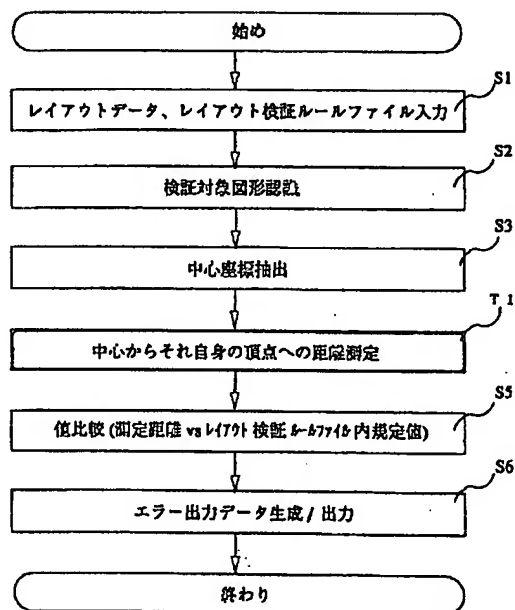 始め
S1
レイアウトデータ、レイアウト検証ルールファイル入力
S2
検証対象図形認識
S3
中心座標抽出
T 1
中心からそれ自身の頂点への距離測定
S5
値比較 (測定距離 vs レイアウト検証ルールファイル内規定値)
S6
エラー出力データ生成 / 出力
終わり